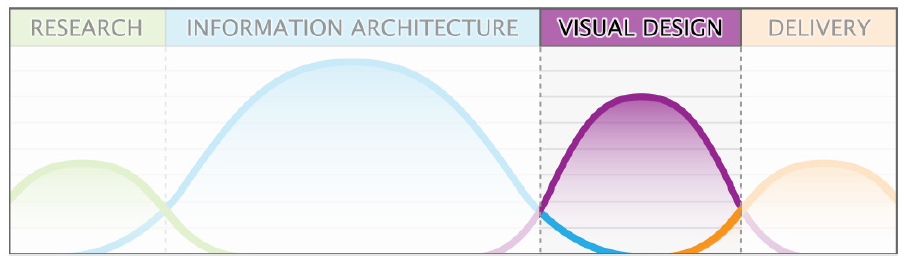 RESEARCH INFORMATION ARCHITECTURE VISUAL DESIGN DELIVERY